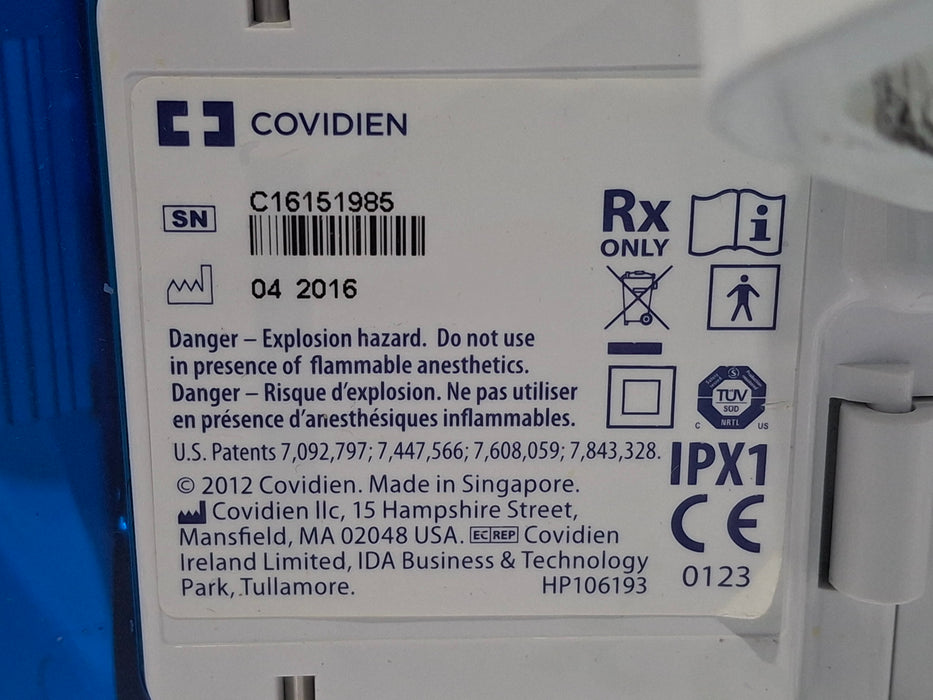 COVIDIEN
SN C16151985
04 2016
Rx
ONLY
i
Danger – Explosion hazard. Do not use
in presence of flammable anesthetics.
Danger – Risque d'explosion. Ne pas utiliser
en présence d'anesthésiques inflammables.
TÜV
SÜD
NRTL
C US
U.S. Patents 7,092,797; 7,447,566; 7,608,059; 7,843,328.
IPX1
© 2012 Covidien. Made in Singapore.
Covidien llc, 15 Hampshire Street,
Mansfield, MA 02048 USA. EC REP Covidien
Ireland Limited, IDA Business & Technology
Park, Tullamore. HP106193
CE
0123